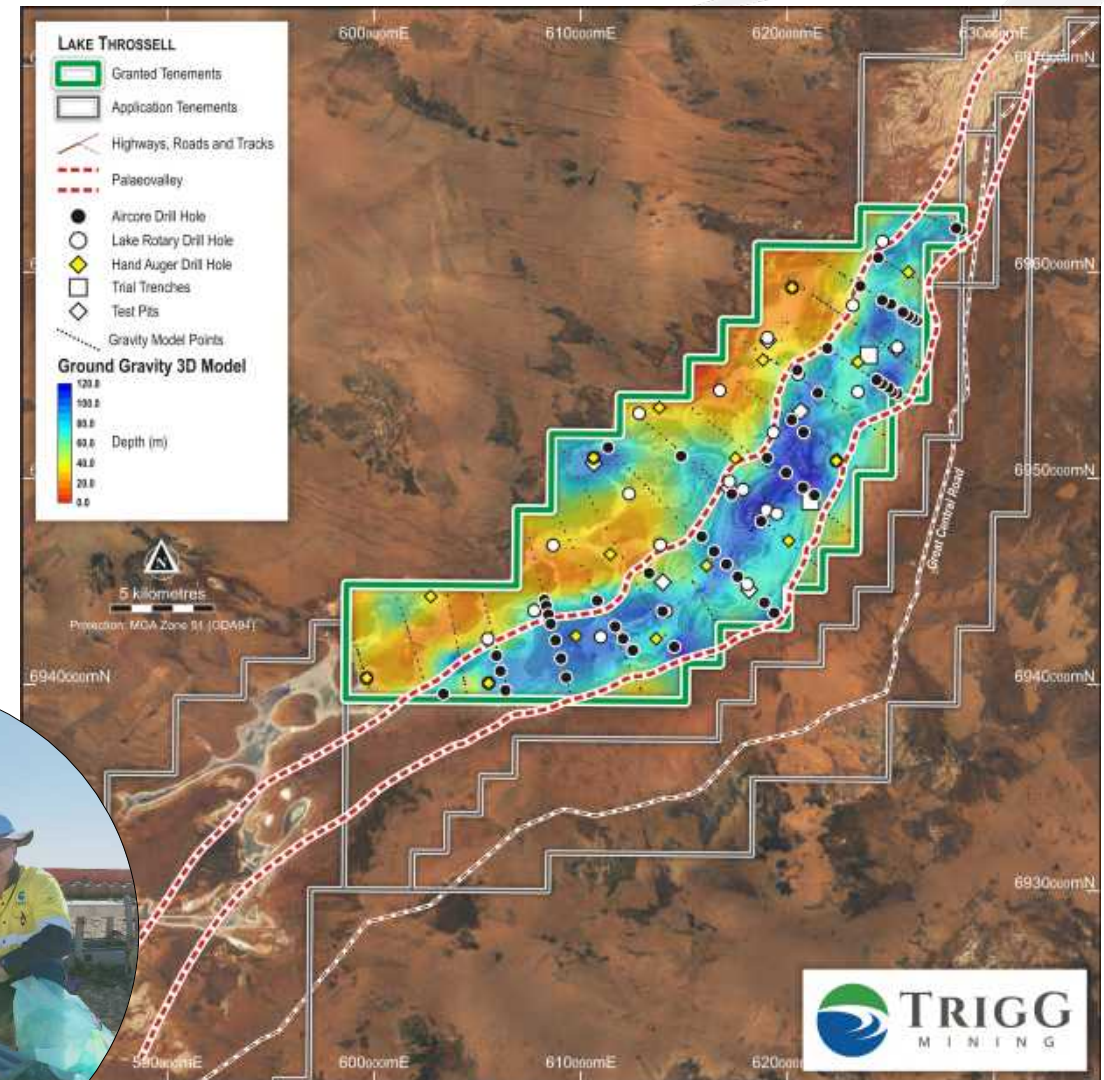 LAKE THROSSELL
Granted Tenements
Application Tenements
Highways, Roads and Tracks
Palaeovalley
Aircore Drill Hole
Lake Rotary Drill Hole
Hand Auger Drill Hole
Trial Trenches
Test Pits
Gravity Model Points
Ground Gravity 3D Model
120.0
100.0
80.0
60.0
40.0
20.0
0.0
Depth (m)
600000mE
610000mE
620000mE
630000mE
6970000mN
6960000mN
6950000mN
Great Central Road
N
5 kilometres
Projection: MGA Zone 51 (GDA94)
6940000mN
6940000mN
6930000mN
590000mE
600000mE
610000mE
TRIGG
MINING